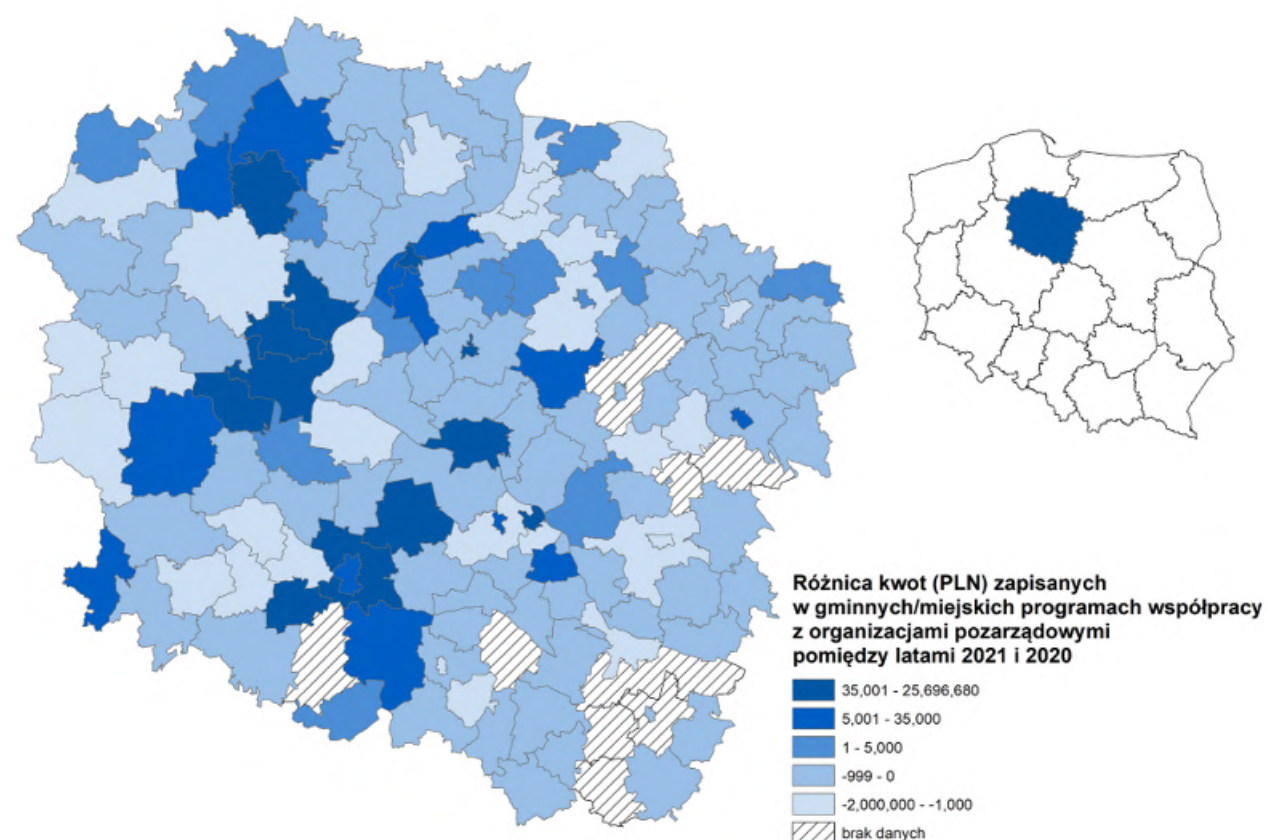 Różnica kwot (PLN) zapisanych
w gminnych/miejskich programach współpracy
z organizacjami pozarządowymi
pomiędzy latami 2021 i 2020
35,001 - 25,696,680
5,001 - 35,000
1 - 5,000
-999 - 0
-2,000,000 - -1,000
brak danych